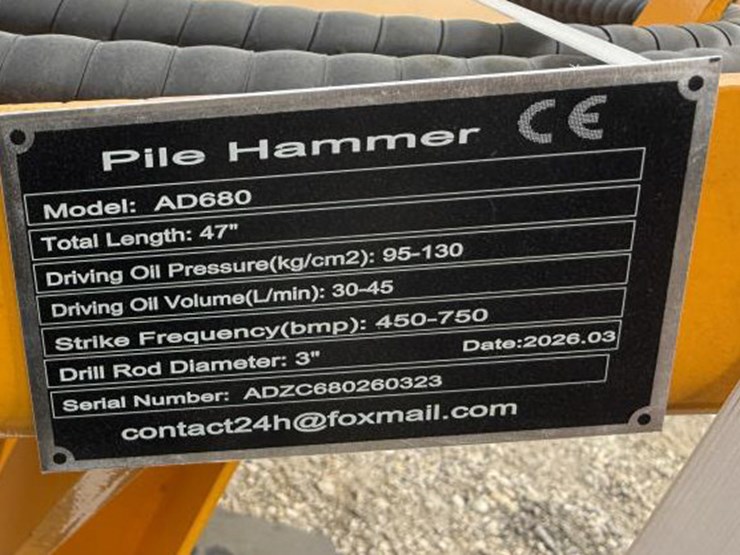 Pile Hammer CE
Model: AD680
Total Length: 47"
Driving Oil Pressure(kg/cm2): 95-130
Driving Oil Volume(L/min): 30-45
Strike Frequency(bmp): 450-750
Drill Rod Diameter: 3" Date:2026.03
Serial Number: ADZC680260323
contact24h@foxmail.com